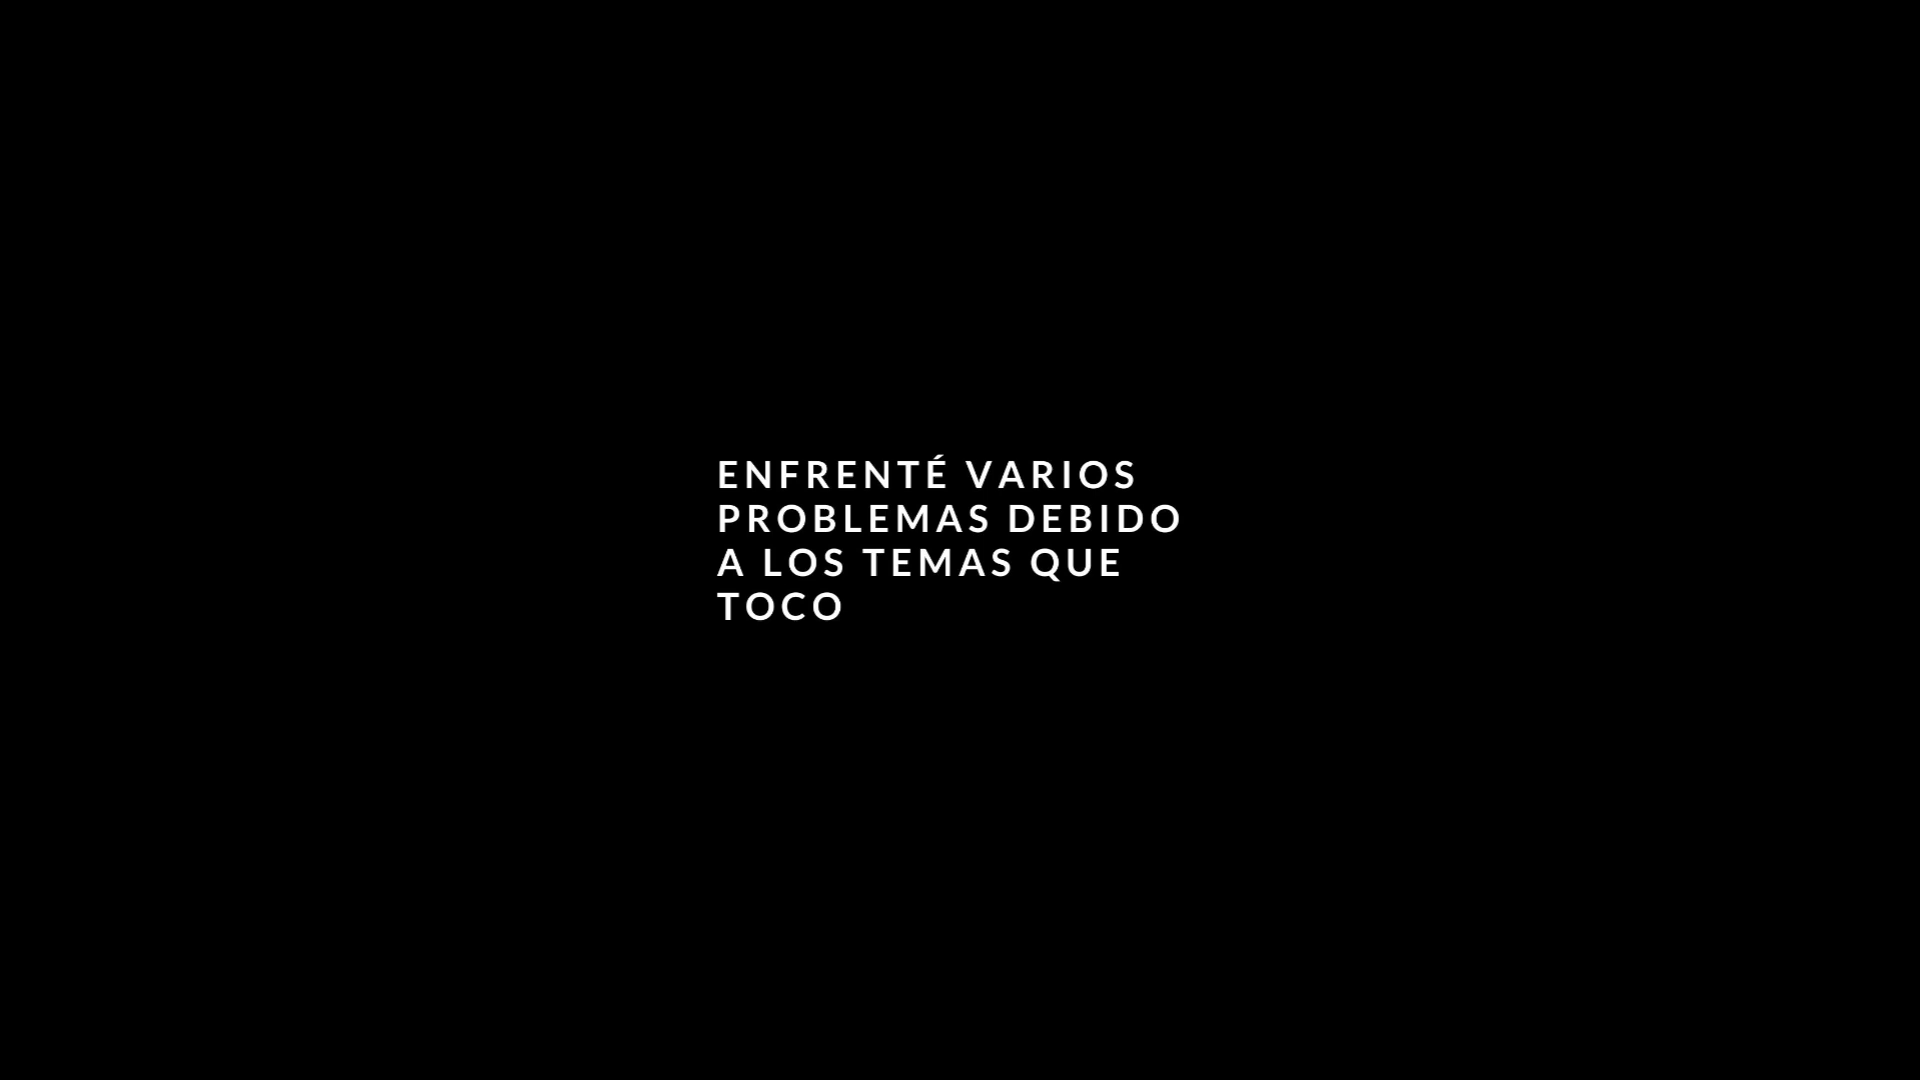 ENFRENTÉ VARIOS
PROBLEMAS DEBIDO
A LOS TEMAS QUE
TOCO